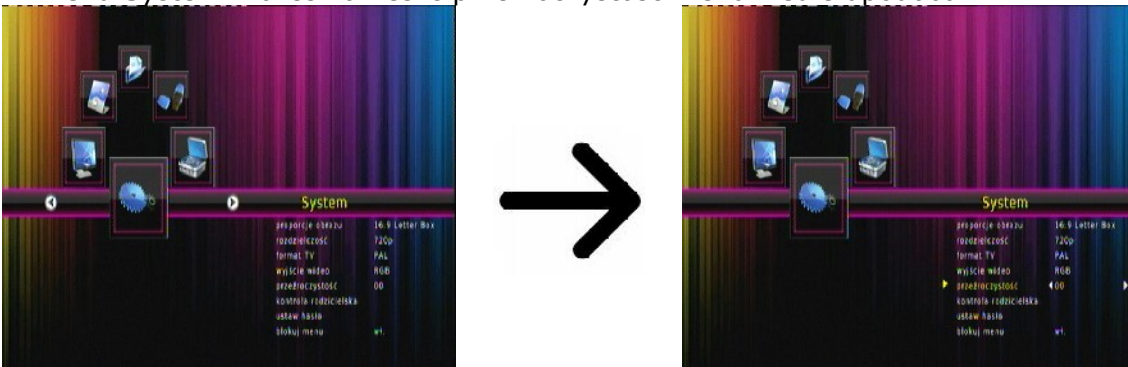 System
proporcje obrazu 16:9 Letter Box
rozdzielczość 720p
format TV PAL
wyjście wideo RGB
przeźroczystość 00
kontrola rodzicielska
ustaw hasło
blokuj menu wł.
System
proporcje obrazu 16:9 Letter Box
rozdzielczość 720p
format TV PAL
wyjście wideo RGB
przeźroczystość 00
kontrola rodzicielska
ustaw hasło
blokuj menu wł.